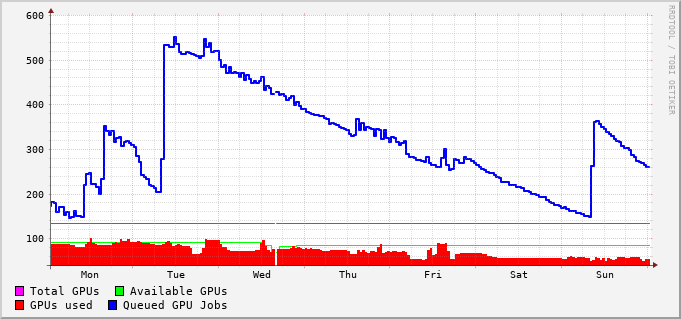 600
500
400
300
200
100
Mon Tue Wed Thu Fri Sat Sun
Total GPUs Available GPUs
GPUs used Queued GPU Jobs
RRDTOOL / TOBI OETIKER